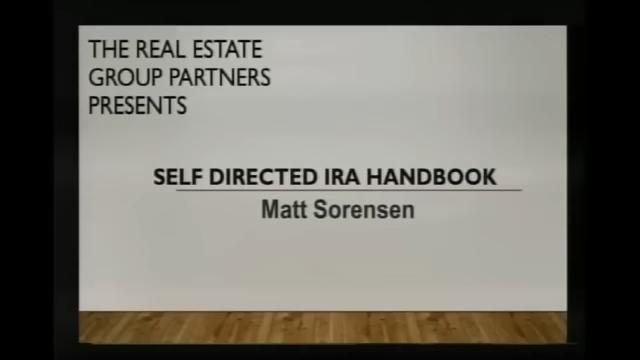 THE REAL ESTATE
GROUP PARTNERS
PRESENTS
SELF DIRECTED IRA HANDBOOK
Matt Sorensen